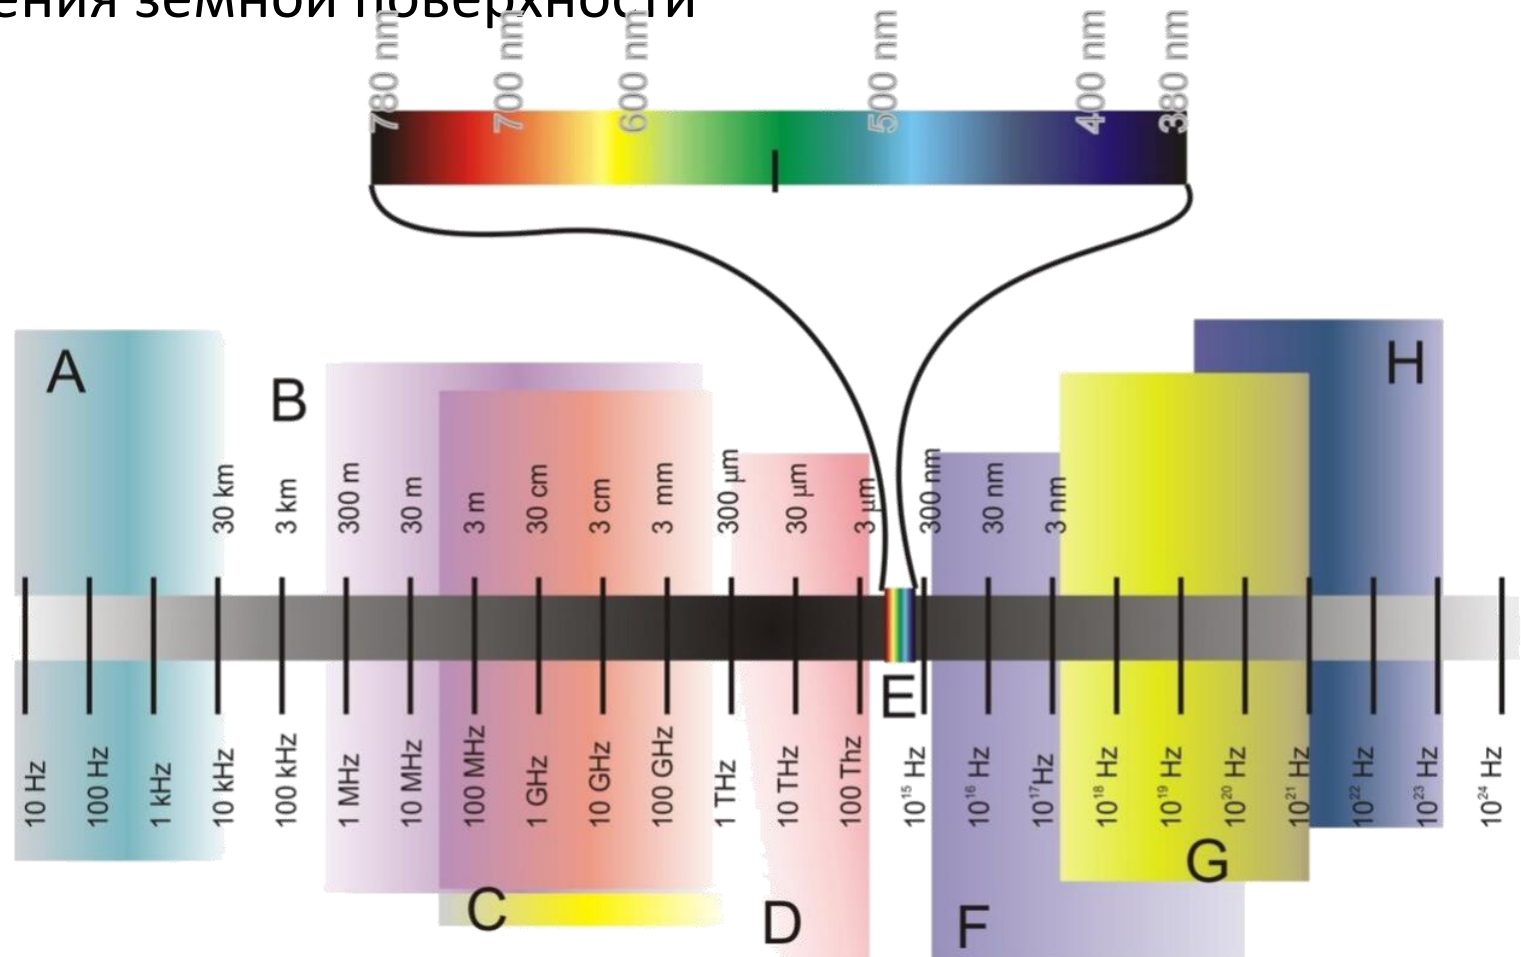 ения земной поверхности
780 nm 700 nm 600 nm 500 nm 400 nm 380 nm
A
B
H
30 km 3 km 300 m 30 m 3 m 30 cm 3 cm 3 mm 300 µm 30 µm 3 µm 300 nm 30 nm 3 nm
E
10 Hz 100 Hz 1 kHz 10 kHz 100 kHz 1 MHz 10 MHz 100 MHz 1 GHz 10 GHz 100 GHz 1 THz 10 THz 100 Thz 10¹⁵ Hz 10¹⁶ Hz 10¹⁷Hz 10¹⁸ Hz 10¹⁹ Hz 10²⁰ Hz 10²¹ Hz 10²² Hz 10²³ Hz 10²⁴ Hz
G
C
D
F